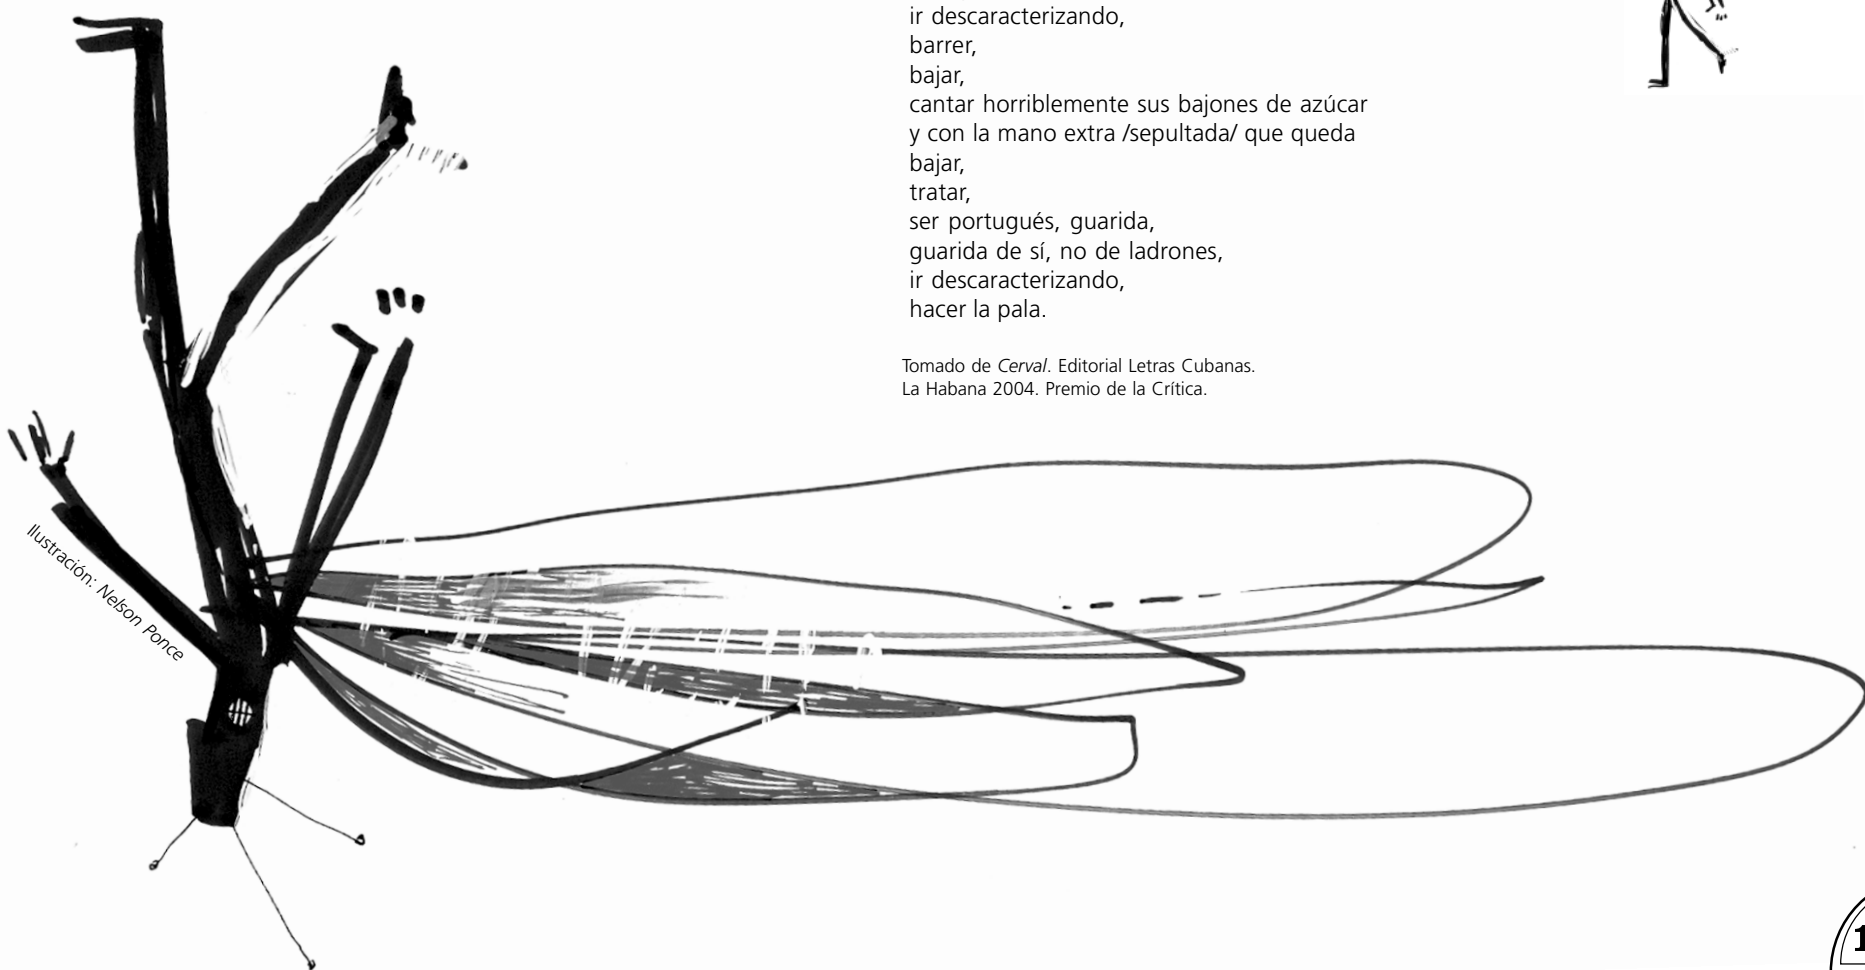 ir descaracterizando,
barrer,
bajar,
cantar horriblemente sus bajones de azúcar
y con la mano extra /sepultada/ que queda
bajar,
tratar,
ser portugués, guarida,
guarida de sí, no de ladrones,
ir descaracterizando,
hacer la pala.
Tomado de Cerval. Editorial Letras Cubanas.
La Habana 2004. Premio de la Crítica.
Ilustración: Nelson Ponce